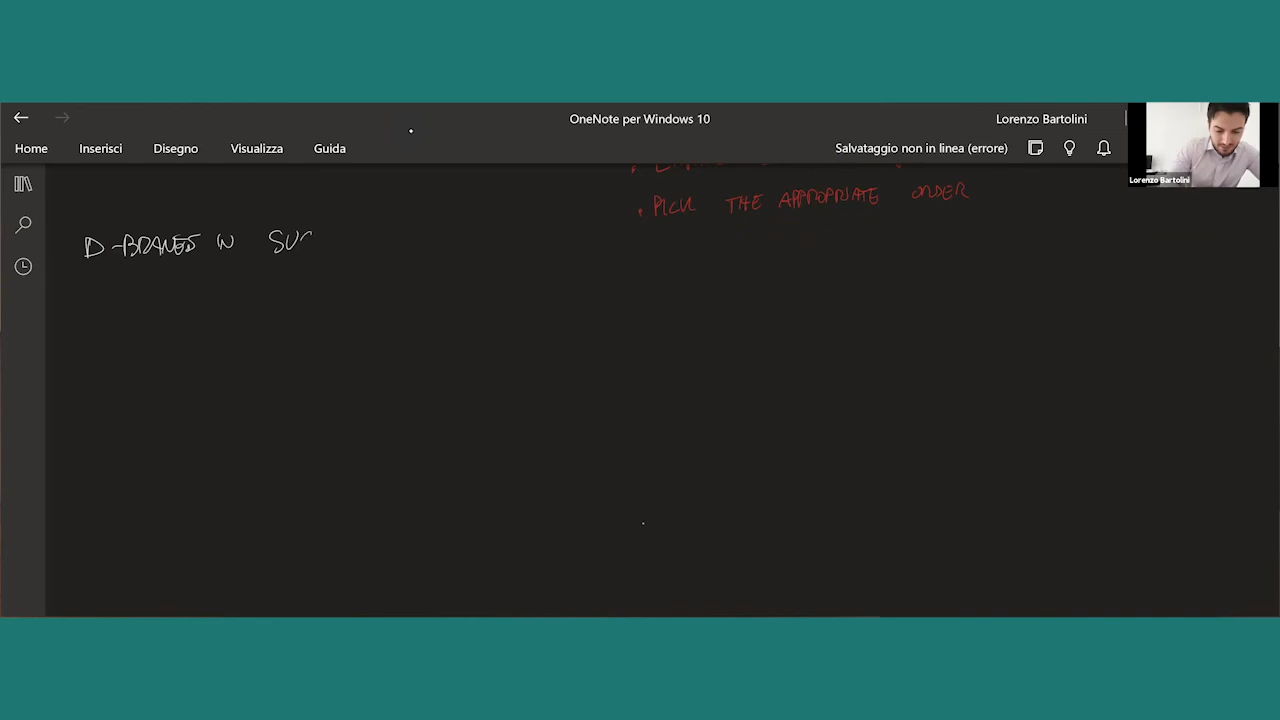 OneNote per Windows 10
Lorenzo Bartolini
Home Inserisci Disegno Visualizza Guida
Salvataggio non in linea (errore)
Lorenzo Bartolini
. PICK THE APPROPRIATE ORDER
D-BRANES IN SU